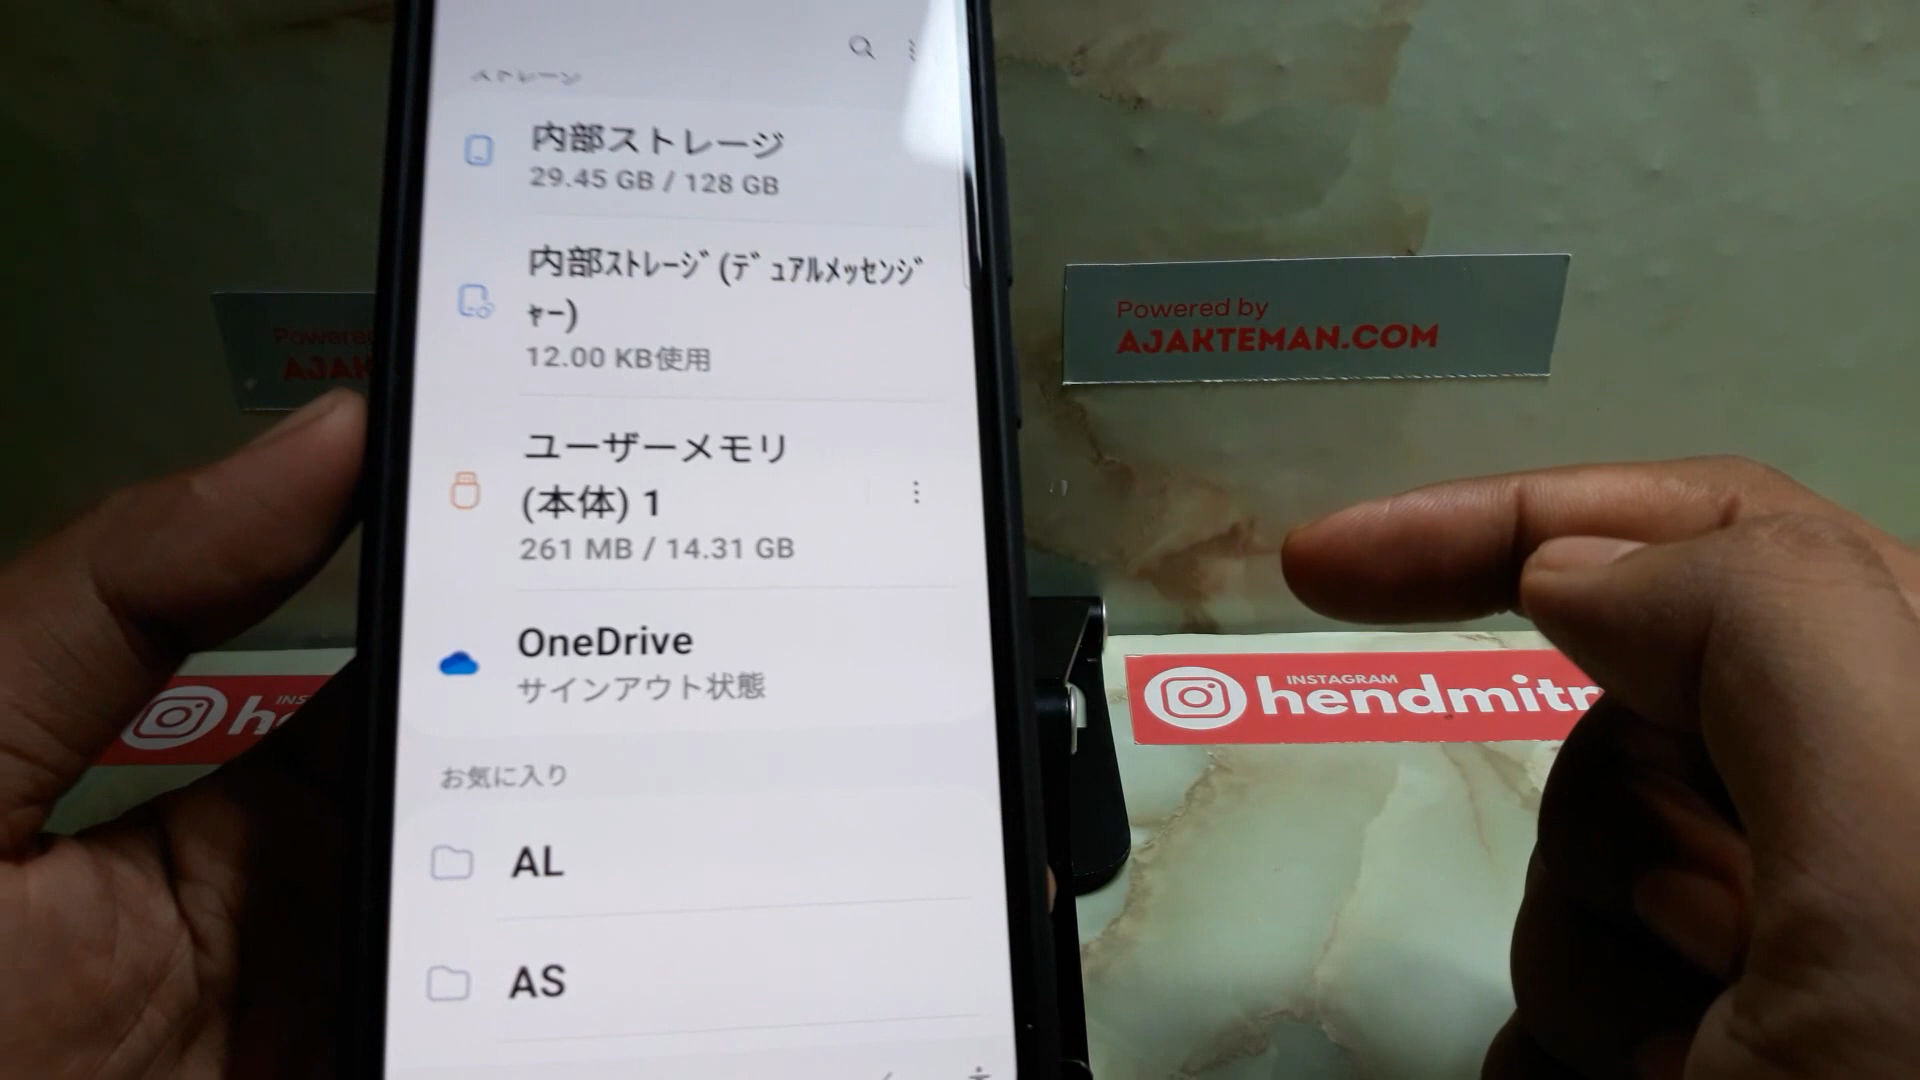 ストレージ
内部ストレージ
29.45 GB / 128 GB
内部ｽﾄﾚｰｼﾞ(ﾃﾞｭｱﾙﾒｯｾﾝｼﾞ
ｬｰ)
12.00 KB使用
ユーザーメモリ
(本体) 1
261 MB / 14.31 GB
OneDrive
サインアウト状態
お気に入り
AL
AS
Powered
AJAK
INS
he
Powered by
AJAKTEMAN.COM
INSTAGRAM
hendmitr